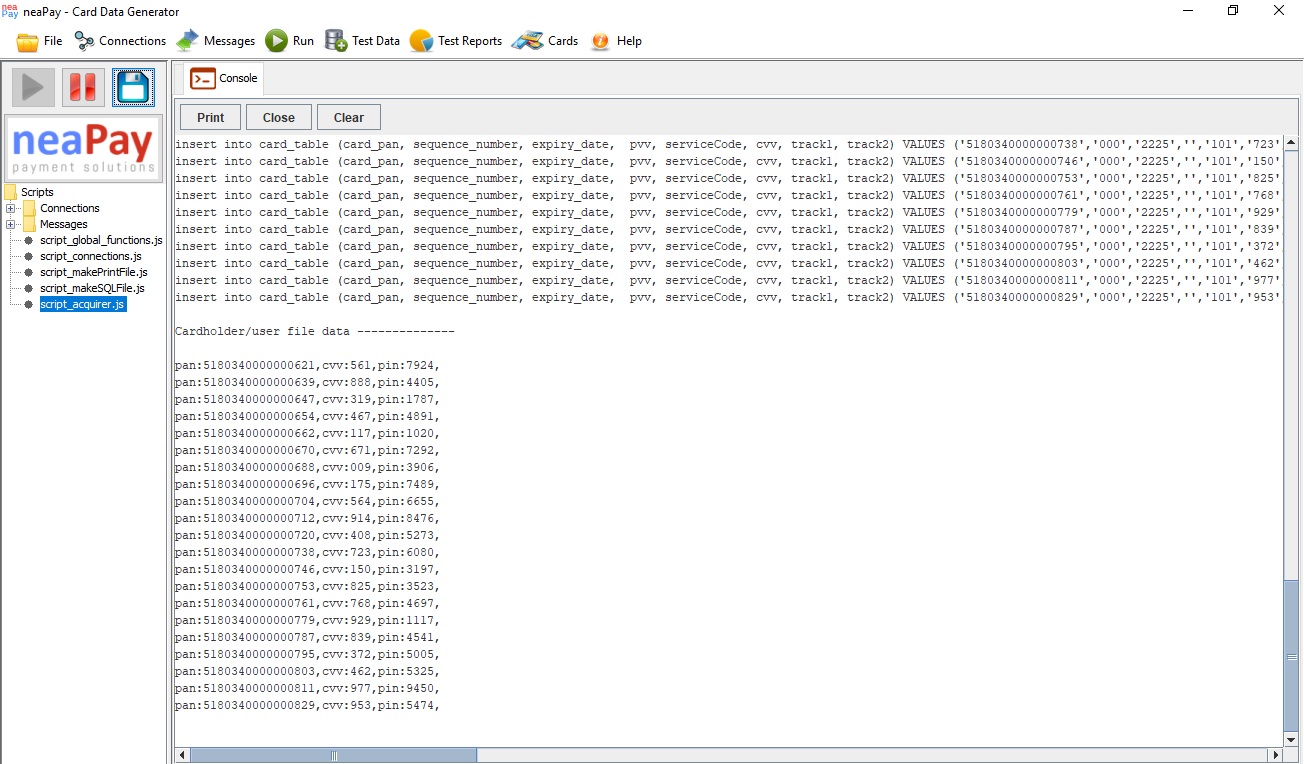 nea
Pay neaPay - Card Data Generator
File Connections Messages Run Test Data Test Reports Cards Help
Console
Print Close Clear
neaPay
payment solutions
Scripts
Connections
Messages
script_global_functions.js
script_connections.js
script_makePrintFile.js
script_makeSQLFile.js
script_acquirer.js
insert into card_table (card_pan, sequence_number, expiry_date,  pvv, serviceCode, cvv, track1, track2) VALUES ('5180340000000738','000','2225','','101','723'
insert into card_table (card_pan, sequence_number, expiry_date,  pvv, serviceCode, cvv, track1, track2) VALUES ('5180340000000746','000','2225','','101','150'
insert into card_table (card_pan, sequence_number, expiry_date,  pvv, serviceCode, cvv, track1, track2) VALUES ('5180340000000753','000','2225','','101','825'
insert into card_table (card_pan, sequence_number, expiry_date,  pvv, serviceCode, cvv, track1, track2) VALUES ('5180340000000761','000','2225','','101','768'
insert into card_table (card_pan, sequence_number, expiry_date,  pvv, serviceCode, cvv, track1, track2) VALUES ('5180340000000779','000','2225','','101','929'
insert into card_table (card_pan, sequence_number, expiry_date,  pvv, serviceCode, cvv, track1, track2) VALUES ('5180340000000787','000','2225','','101','839'
insert into card_table (card_pan, sequence_number, expiry_date,  pvv, serviceCode, cvv, track1, track2) VALUES ('5180340000000795','000','2225','','101','372'
insert into card_table (card_pan, sequence_number, expiry_date,  pvv, serviceCode, cvv, track1, track2) VALUES ('5180340000000803','000','2225','','101','462'
insert into card_table (card_pan, sequence_number, expiry_date,  pvv, serviceCode, cvv, track1, track2) VALUES ('5180340000000811','000','2225','','101','977'
insert into card_table (card_pan, sequence_number, expiry_date,  pvv, serviceCode, cvv, track1, track2) VALUES ('5180340000000829','000','2225','','101','953'
Cardholder/user file data --------------
pan:5180340000000621,cvv:561,pin:7924,
pan:5180340000000639,cvv:888,pin:4405,
pan:5180340000000647,cvv:319,pin:1787,
pan:5180340000000654,cvv:467,pin:4891,
pan:5180340000000662,cvv:117,pin:1020,
pan:5180340000000670,cvv:671,pin:7292,
pan:5180340000000688,cvv:009,pin:3906,
pan:5180340000000696,cvv:175,pin:7489,
pan:5180340000000704,cvv:564,pin:6655,
pan:5180340000000712,cvv:914,pin:8476,
pan:5180340000000720,cvv:408,pin:5273,
pan:5180340000000738,cvv:723,pin:6080,
pan:5180340000000746,cvv:150,pin:3197,
pan:5180340000000753,cvv:825,pin:3523,
pan:5180340000000761,cvv:768,pin:4697,
pan:5180340000000779,cvv:929,pin:1117,
pan:5180340000000787,cvv:839,pin:4541,
pan:5180340000000795,cvv:372,pin:5005,
pan:5180340000000803,cvv:462,pin:5325,
pan:5180340000000811,cvv:977,pin:9450,
pan:5180340000000829,cvv:953,pin:5474,